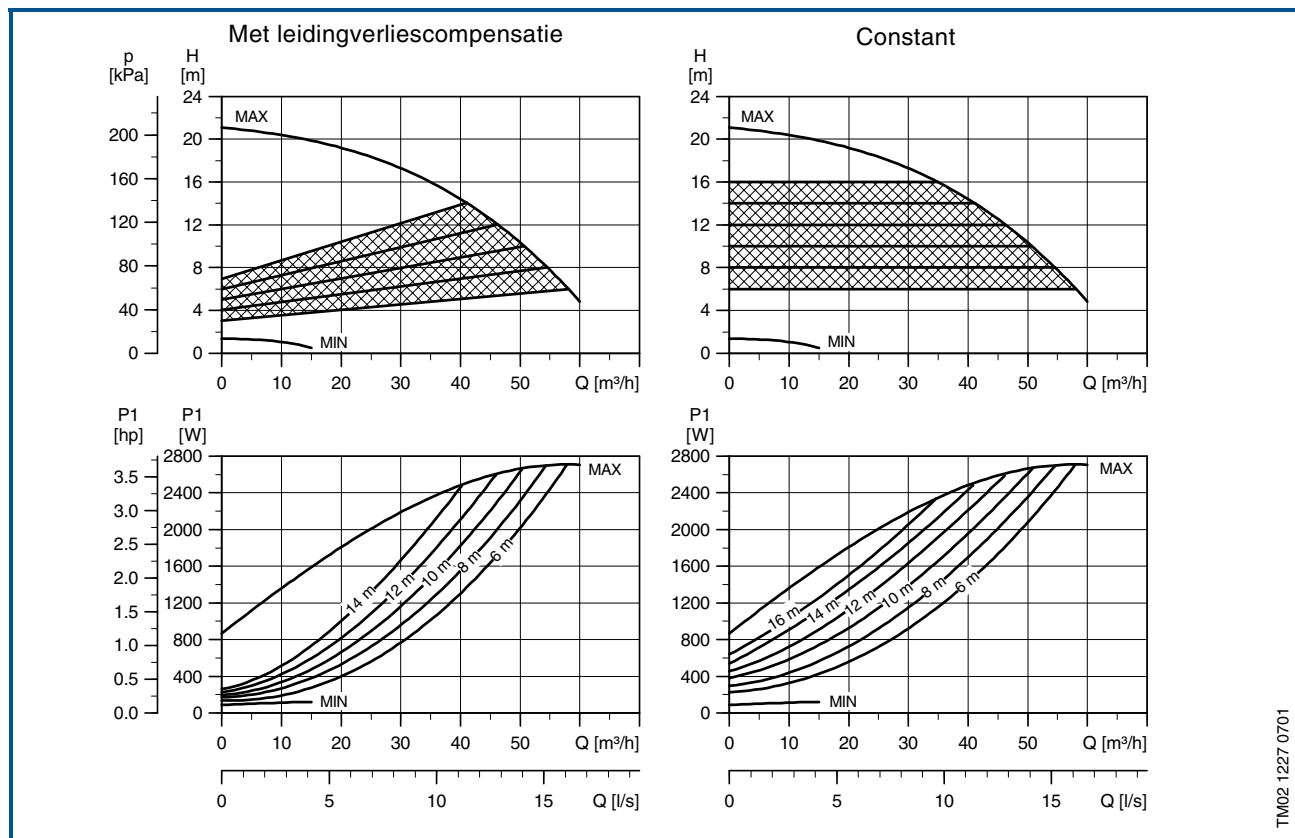 Met leidingverliescompensatie
Constant
p
[kPa]
H
[m]
H
[m]
24
20
16
12
8
4
0
200
160
120
80
40
0
MAX
MIN
0 10 20 30 40 50 Q [m³/h]
24
20
16
12
8
4
0
MAX
MIN
0 10 20 30 40 50 Q [m³/h]
P1
[hp]
P1
[W]
P1
[W]
3.5
3.0
2.5
2.0
1.5
1.0
0.5
0.0
2800
2400
2000
1600
1200
800
400
0
MAX
14 m
12 m
10 m
8 m
6 m
MIN
0 10 20 30 40 50 Q [m³/h]
0 5 10 15 Q [l/s]
2800
2400
2000
1600
1200
800
400
0
MAX
16 m
14 m
12 m
10 m
8 m
6 m
MIN
0 10 20 30 40 50 Q [m³/h]
0 5 10 15 Q [l/s]
TM02 1227 0701